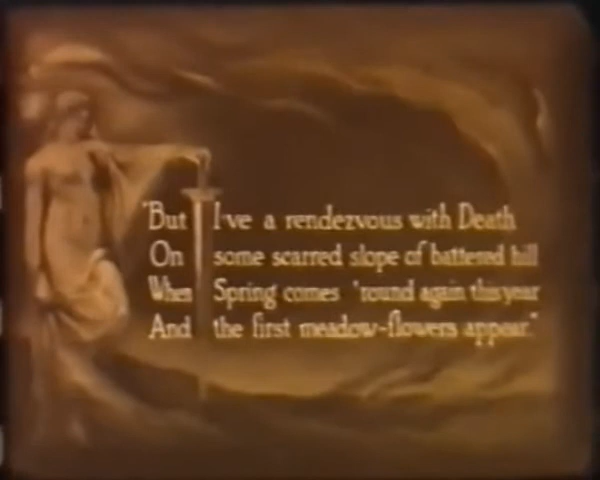 "But I've a rendezvous with Death
On some scarred slope of battered hill
When Spring comes 'round again this year
And the first meadow-flowers appear."